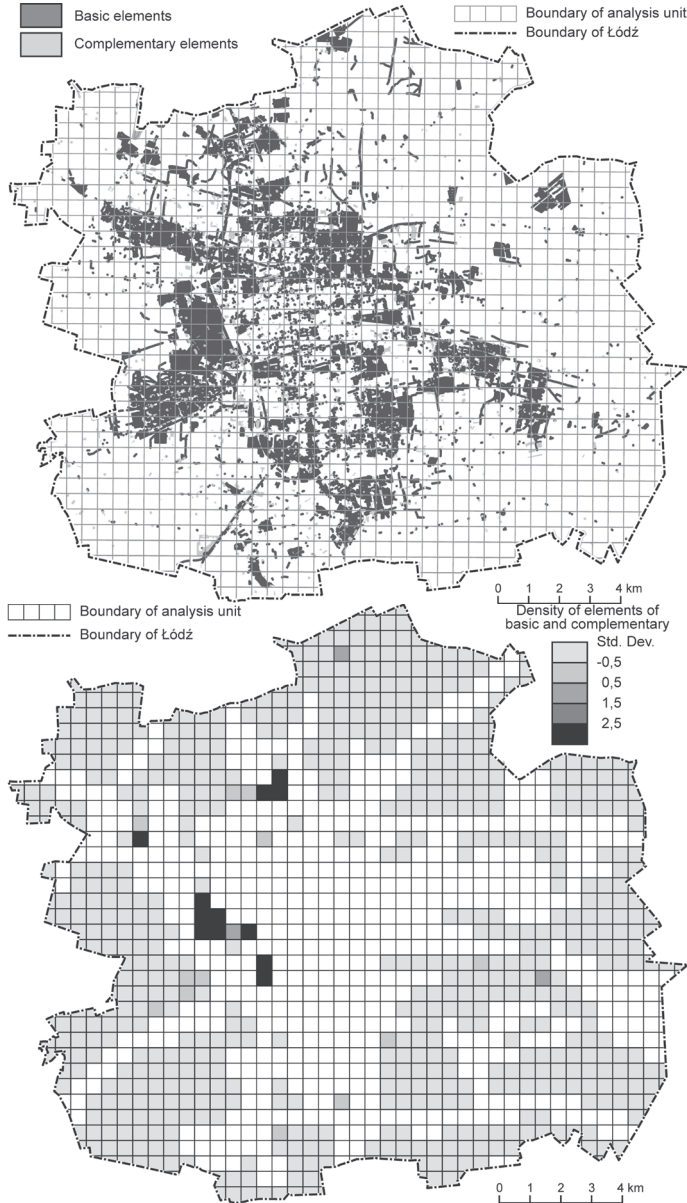 Basic elements
Complementary elements
Boundary of analysis unit
Boundary of Łódź
0 1 2 3 4 km
Boundary of analysis unit
Boundary of Łódź
Density of elements of
basic and complementary
Std. Dev.
-0,5
0,5
1,5
2,5
0 1 2 3 4 km